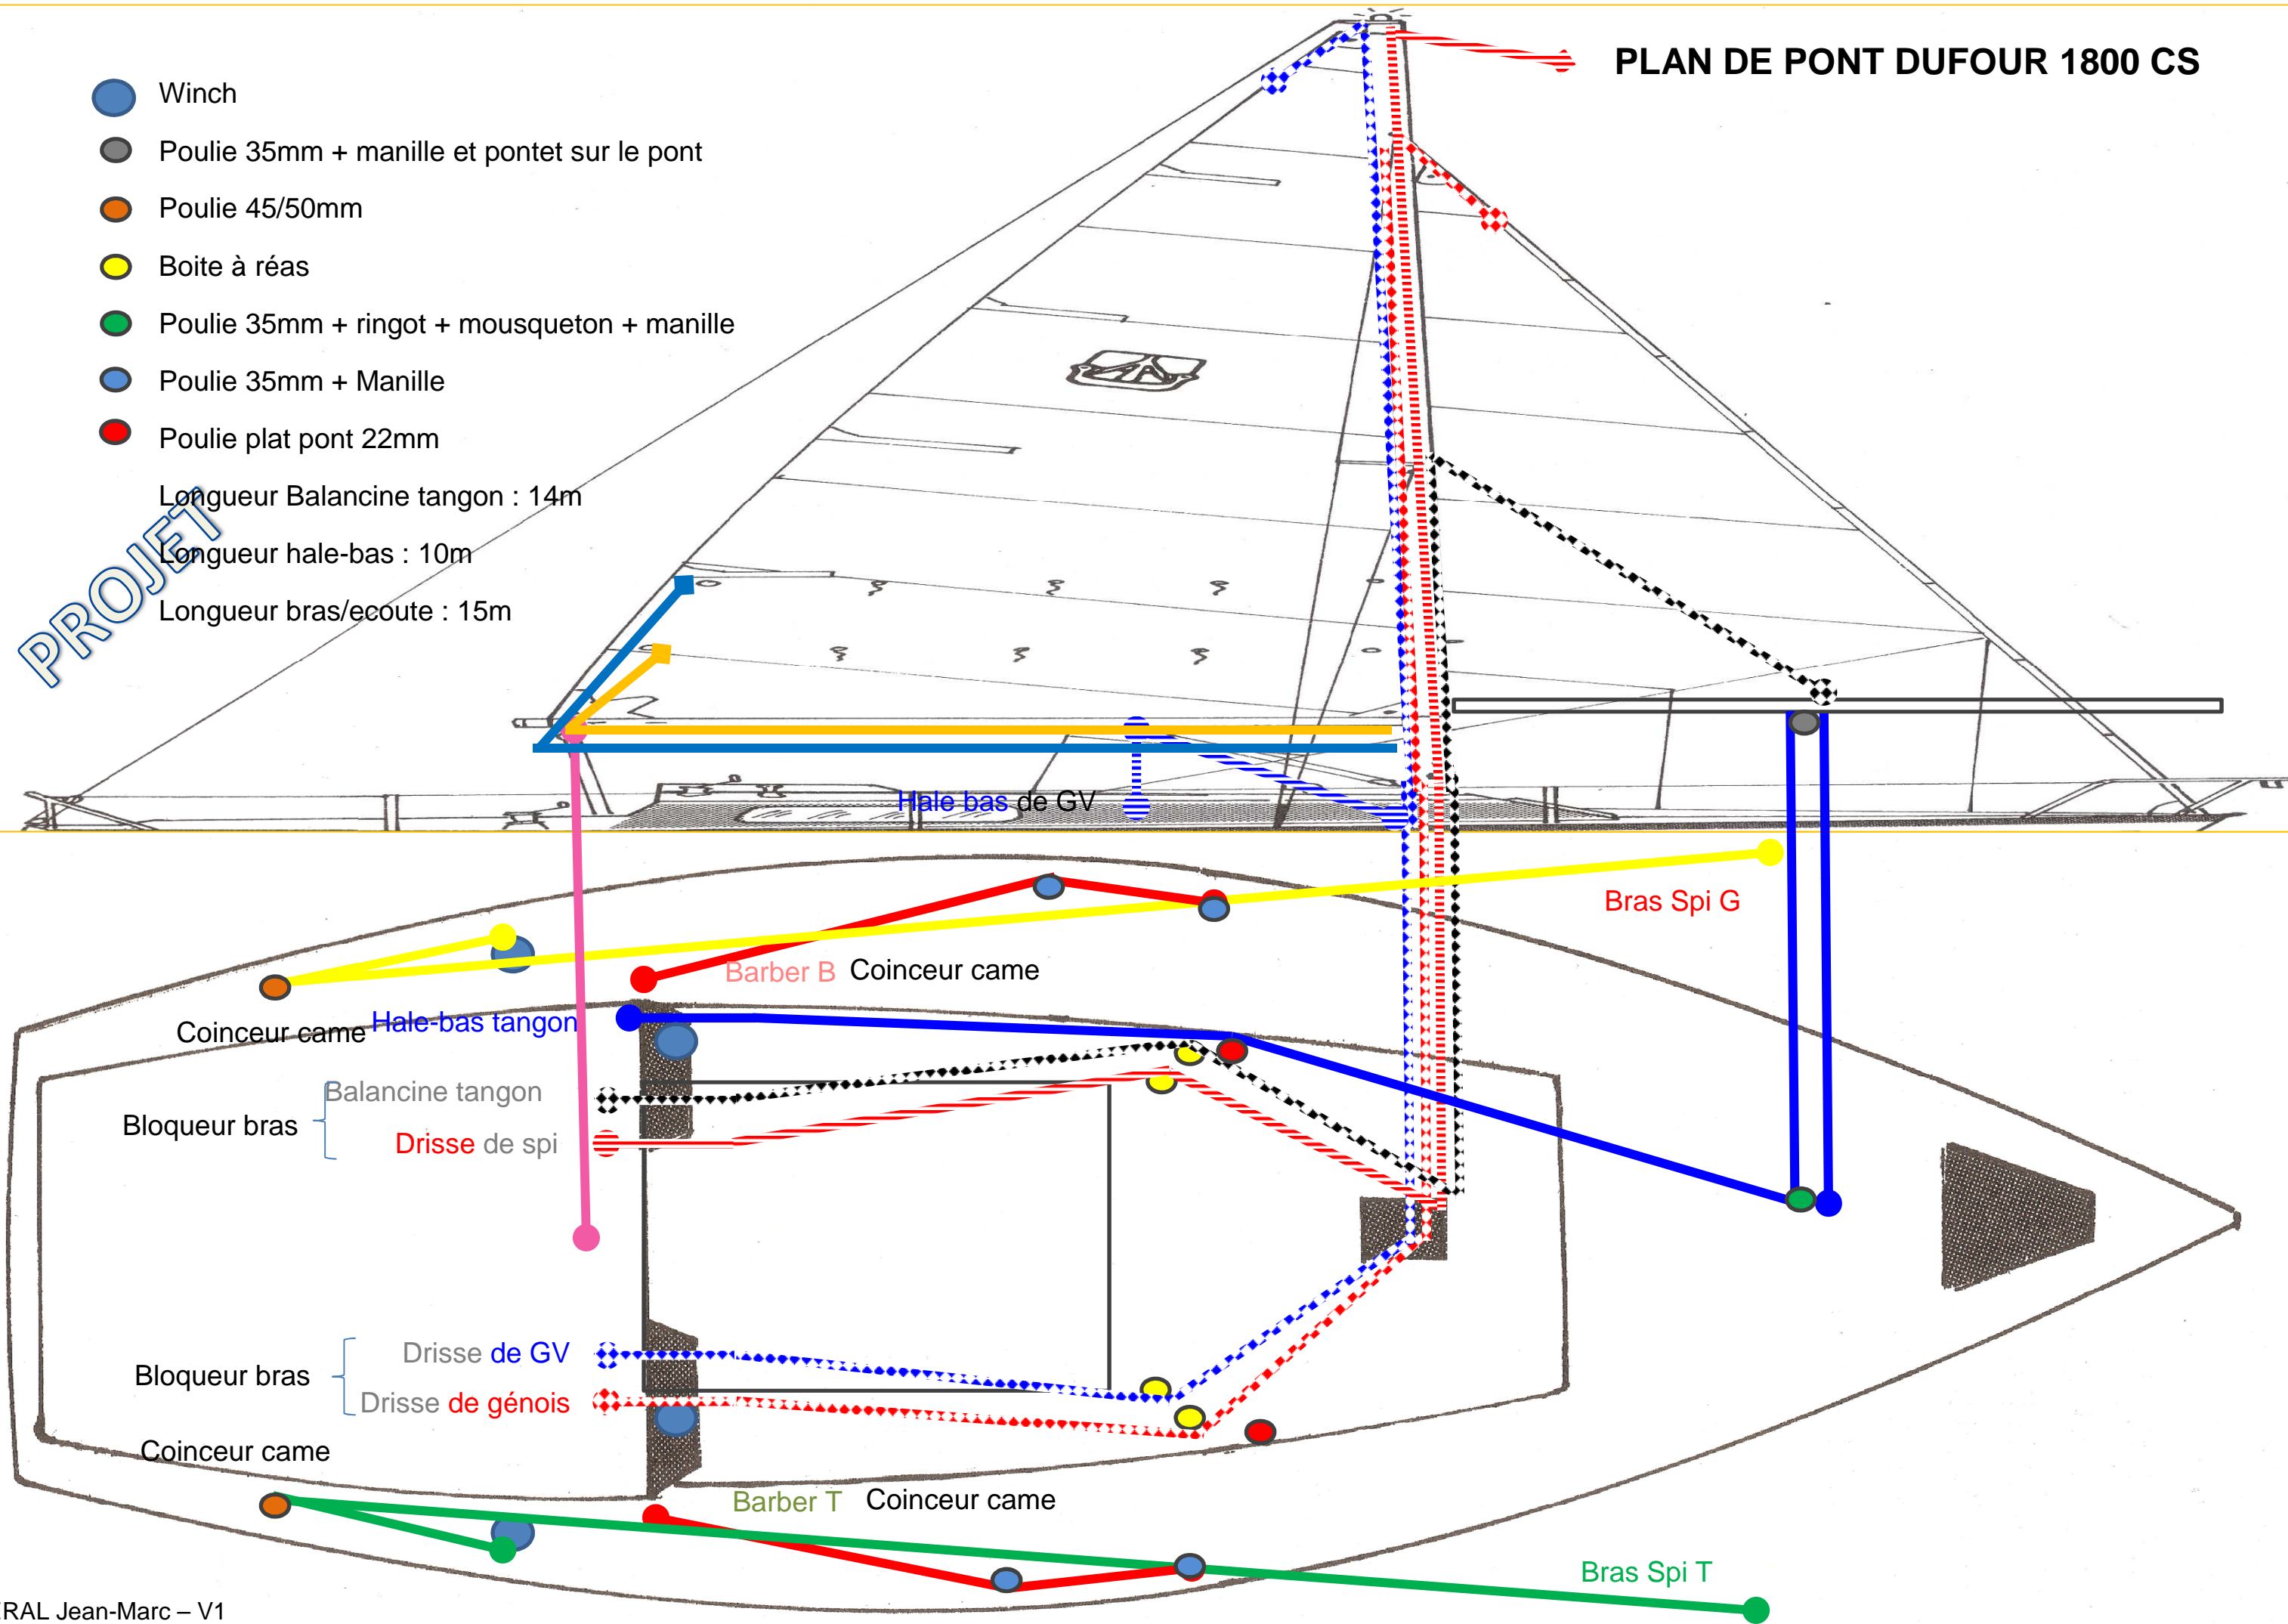 PLAN DE PONT DUFOUR 1800 CS
Winch
Poulie 35mm + manille et pontet sur le pont
Poulie 45/50mm
Boite à réas
Poulie 35mm + ringot + mousqueton + manille
Poulie 35mm + Manille
Poulie plat pont 22mm
Longueur Balancine tangon : 14m
Longueur hale-bas : 10m
Longueur bras/ecoute : 15m
PROJET
Hale bas de GV
Bras Spi G
Barber B Coinceur came
Coinceur came Hale-bas tangon
Balancine tangon
Bloqueur bras
Drisse de spi
Drisse de GV
Bloqueur bras
Drisse de génois
Coinceur came
Barber T Coinceur came
Bras Spi T
ERAL Jean-Marc – V1